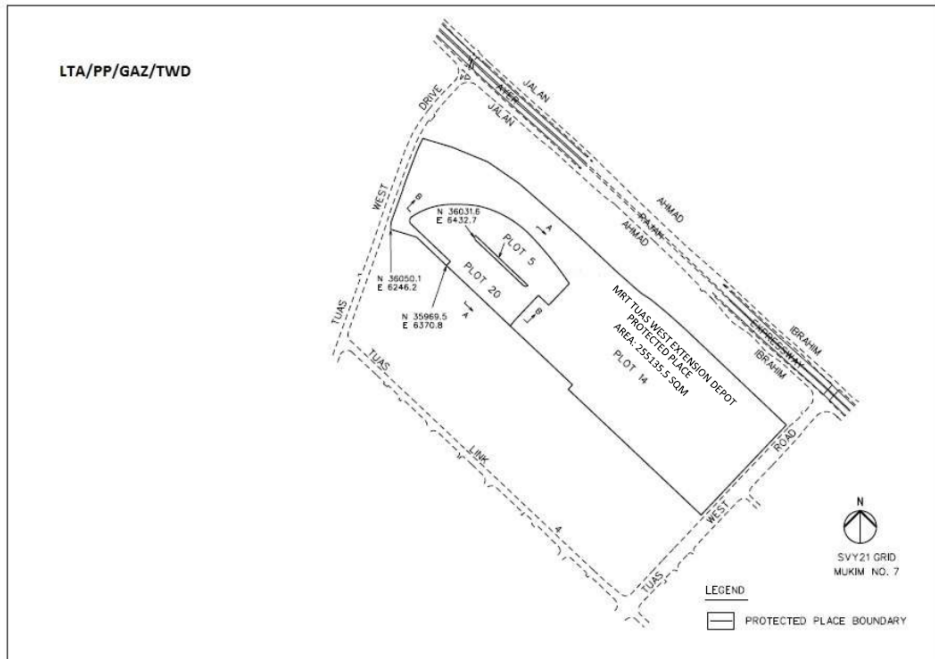 LTA/PP/GAZ/TWD
JALAN
AYER
JALAN
DRIVE
WEST
TUAS
AHMAD
RAJAH
AHMAD
B
N 36031.6
E 6432.7
A
PLOT 5
PLOT 20
N 36050.1
E 6246.2
N 35969.5
E 6370.8
A
B
MRT TUAS WEST EXTENSION DEPOT
PROTECTED PLACE
AREA: 255135.5 SQM
PLOT 14
EXPRESSWAY
IBRAHIM
IBRAHIM
TUAS
LINK
4
ROAD
WEST
TUAS
N
SVY21 GRID
MUKIM NO. 7
LEGEND
PROTECTED PLACE BOUNDARY